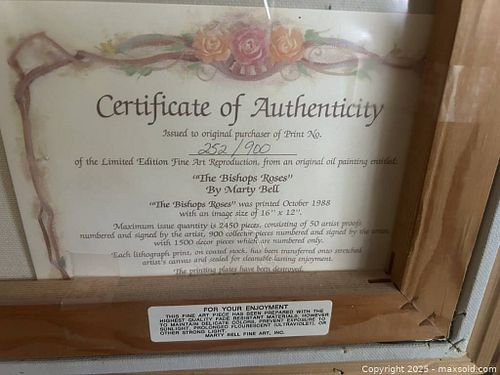 Certificate of Authenticity
Issued to original purchaser of Print No.
252/900
of the Limited Edition Fine Art Reproduction, from an original oil painting entitled:
"The Bishops Roses"
By Marty Bell
"The Bishops Roses" was printed October 1988
with an image size of 16" x 12".
Maximum issue quantity is 2450 pieces, consisting of 50 artist proofs
numbered and signed by the artist, 900 collector pieces numbered and signed by the artist,
with 1500 decor pieces which are numbered only.
Each lithograph print, on coated stock, has been transferred onto stretched
artist's canvas and sealed for cleanable lasting enjoyment.
The printing plates have been destroyed.
FOR YOUR ENJOYMENT
THIS FINE ART PIECE HAS BEEN PREPARED WITH THE
HIGHEST QUALITY FADE RESISTANT MATERIALS. HOWEVER
TO MAINTAIN DELICATE COLORS, PREVENT EXPOSURE TO
SUNLIGHT, PROLONGED FLOURESCENT (ULTRAVIOLET), OR
OTHER STRONG LIGHT.
MARTY BELL FINE ART, INC.
Copyright 2025 - maxsold.com